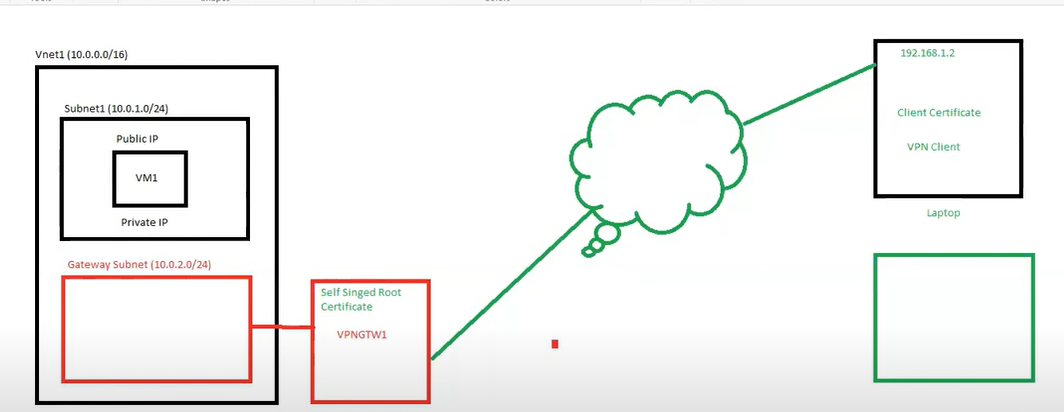 Vnet1 (10.0.0.0/16)
Subnet1 (10.0.1.0/24)
Public IP
VM1
Private IP
Gateway Subnet (10.0.2.0/24)
Self Singed Root
Certificate
VPNGTW1
192.168.1.2
Client Certificate
VPN Client
Laptop